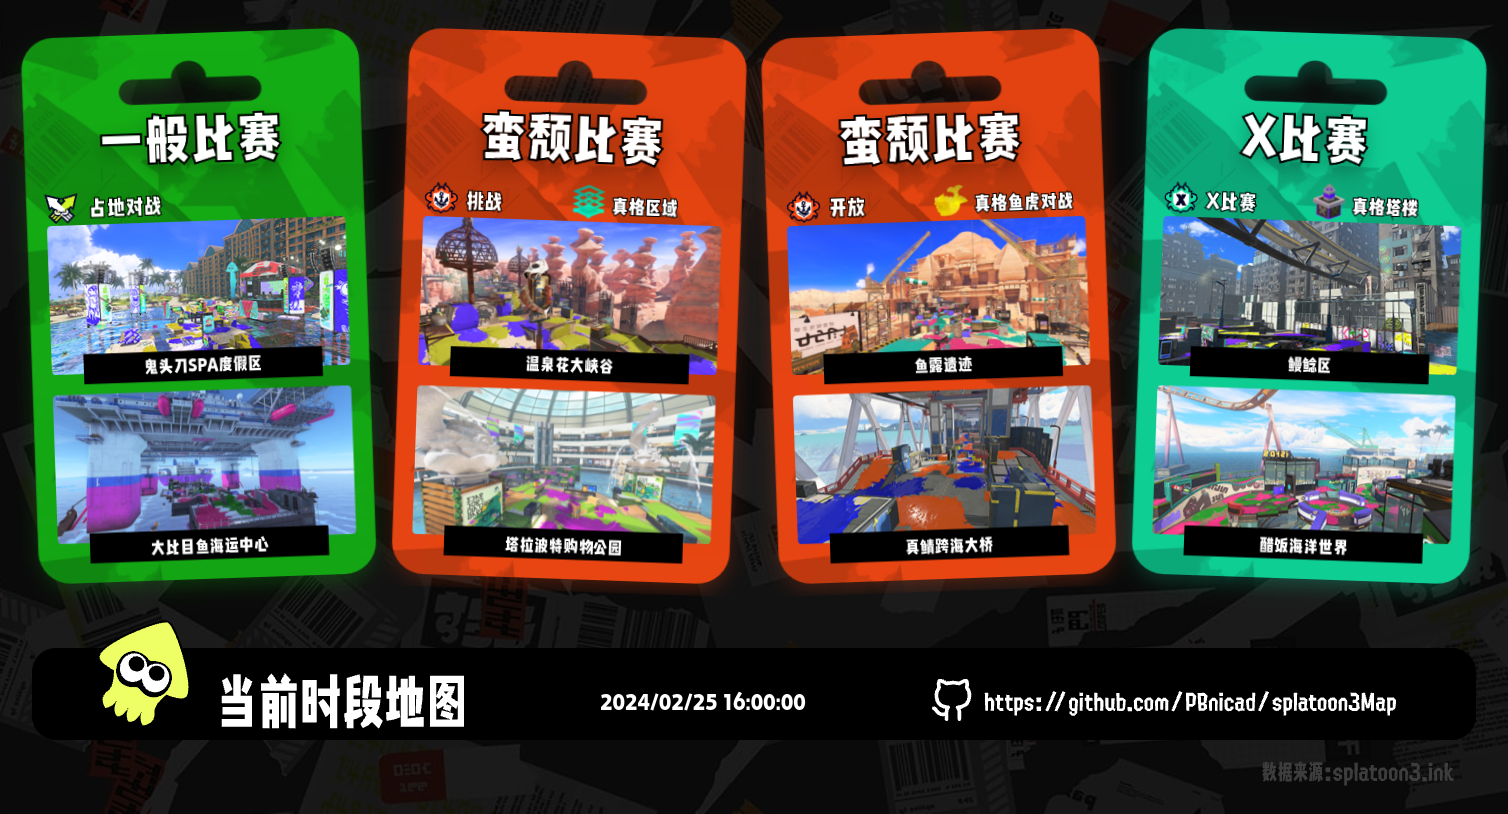 一般比赛
占地对战
鬼头刀SPA度假区
大比目鱼海运中心
蛮颓比赛
挑战
真格区域
温泉花大峡谷
塔拉波特购物公园
蛮颓比赛
开放
真格鱼虎对战
鱼露遗迹
真鲭跨海大桥
X比赛
X比赛
真格塔楼
鳗鲶区
醋饭海洋世界
当前时段地图
2024/02/25 16:00:00
https://github.com/PBnicad/splatoon3Map
数据来源:splatoon3.ink